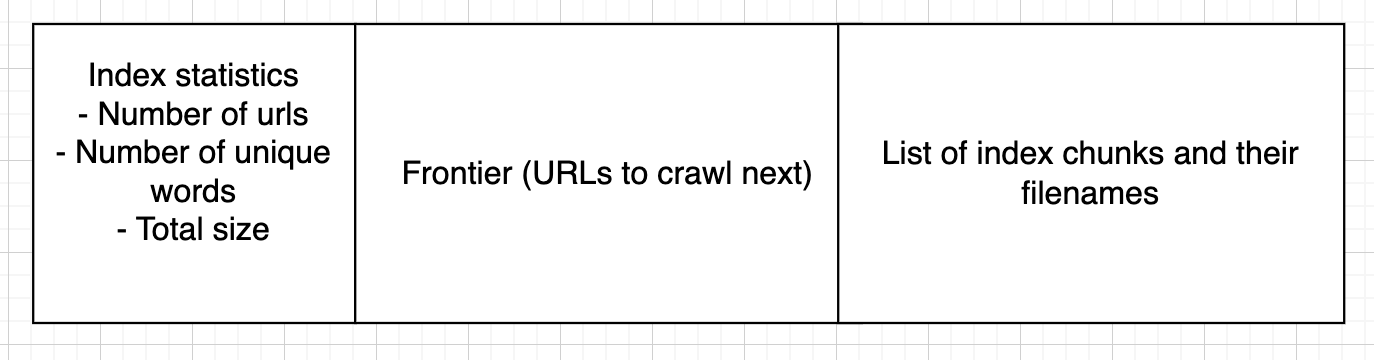 Index statistics
- Number of urls
- Number of unique
words
- Total size
Frontier (URLs to crawl next)
List of index chunks and their
filenames